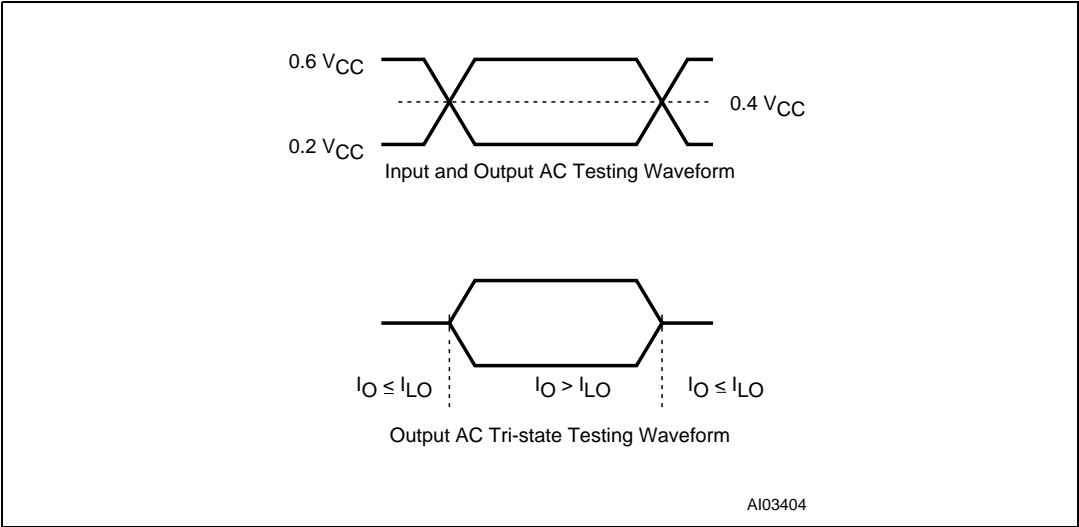 0.6 VCC
0.4 VCC
0.2 VCC
Input and Output AC Testing Waveform
IO ≤ ILO
IO > ILO
IO ≤ ILO
Output AC Tri-state Testing Waveform
AI03404